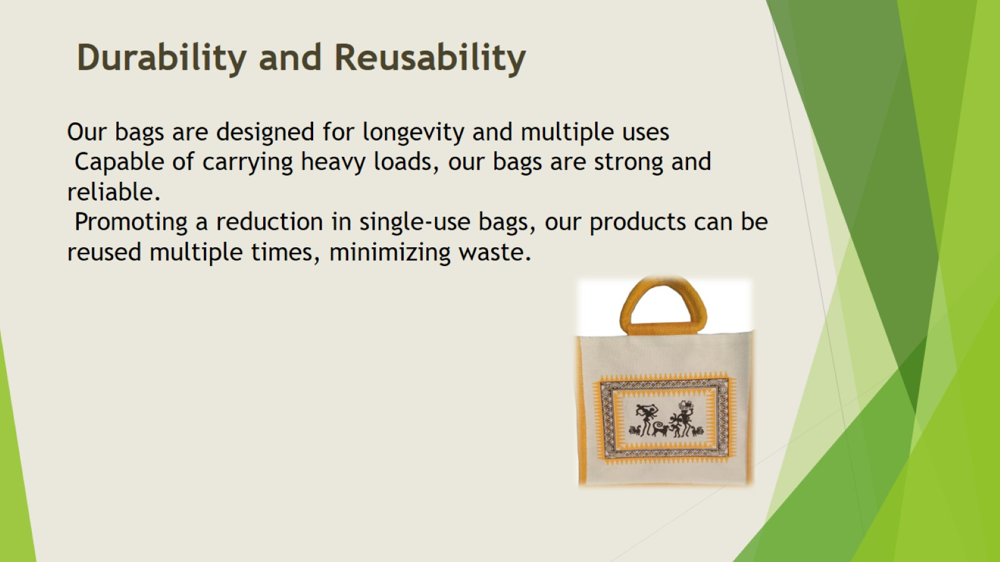 Durability and Reusability
Our bags are designed for longevity and multiple uses
Capable of carrying heavy loads, our bags are strong and
reliable.
Promoting a reduction in single-use bags, our products can be
reused multiple times, minimizing waste.